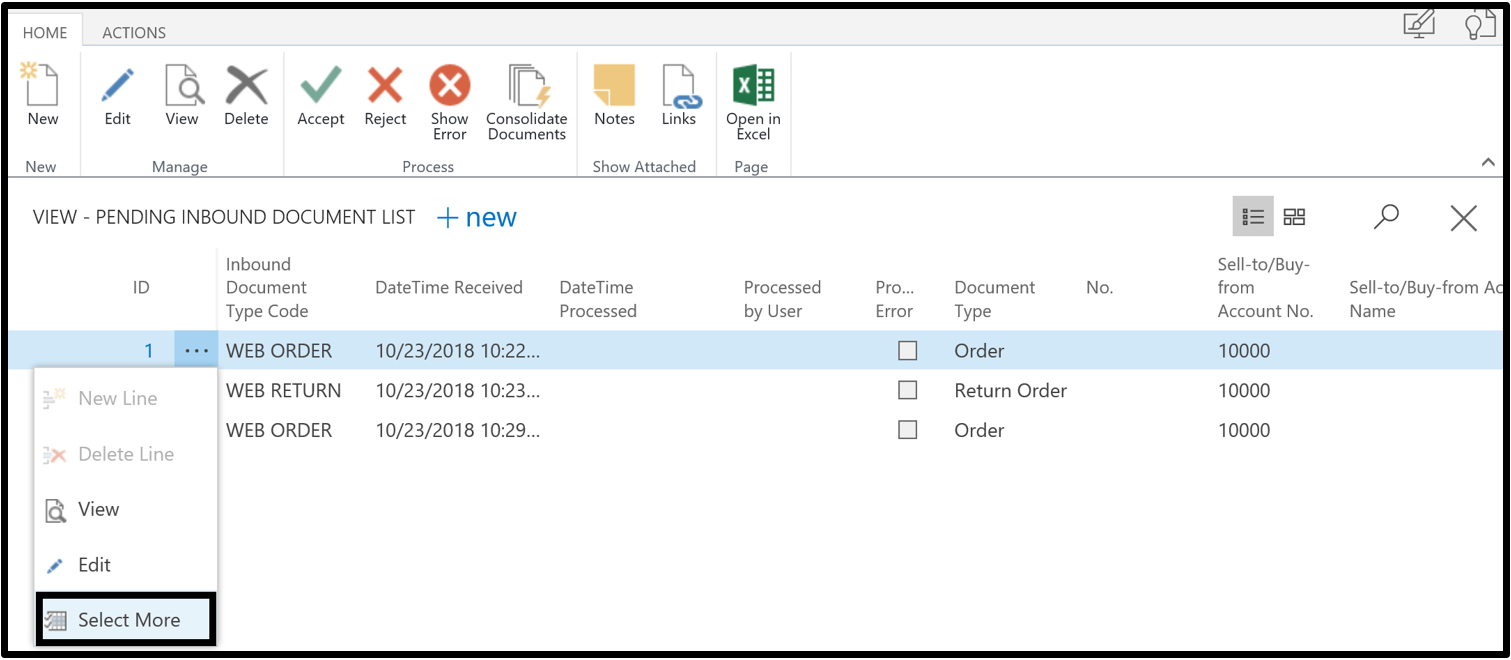 HOME ACTIONS
New Edit View Delete Accept Reject Show Error Consolidate Documents Notes Links Open in Excel
New Manage Process Show Attached Page
VIEW - PENDING INBOUND DOCUMENT LIST + new
ID
Inbound Document Type Code
DateTime Received
DateTime Processed
Processed by User
Pro... Error
Document Type
No.
Sell-to/Buy-from Account No.
Sell-to/Buy-from Ac Name
1 ... WEB ORDER 10/23/2018 10:22... Order 10000
WEB RETURN 10/23/2018 10:23... Return Order 10000
WEB ORDER 10/23/2018 10:29... Order 10000
New Line
Delete Line
View
Edit
Select More